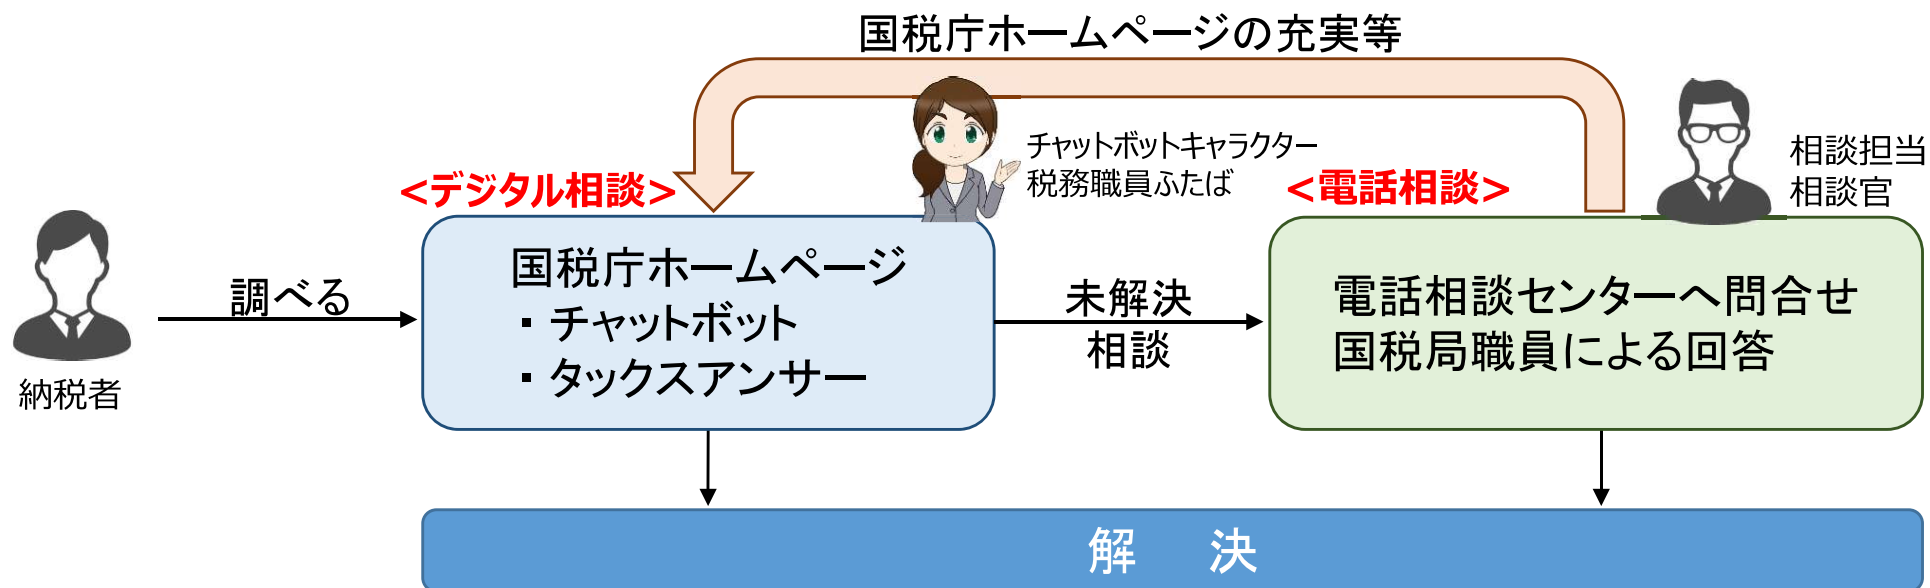 国税庁ホームページの充実等
チャットボットキャラクター
税務職員ふたば
相談担当
相談官
<デジタル相談>
<電話相談>
納税者
調べる
国税庁ホームページ
・チャットボット
・タックスアンサー
未解決
相談
電話相談センターへ問合せ
国税局職員による回答
解　決